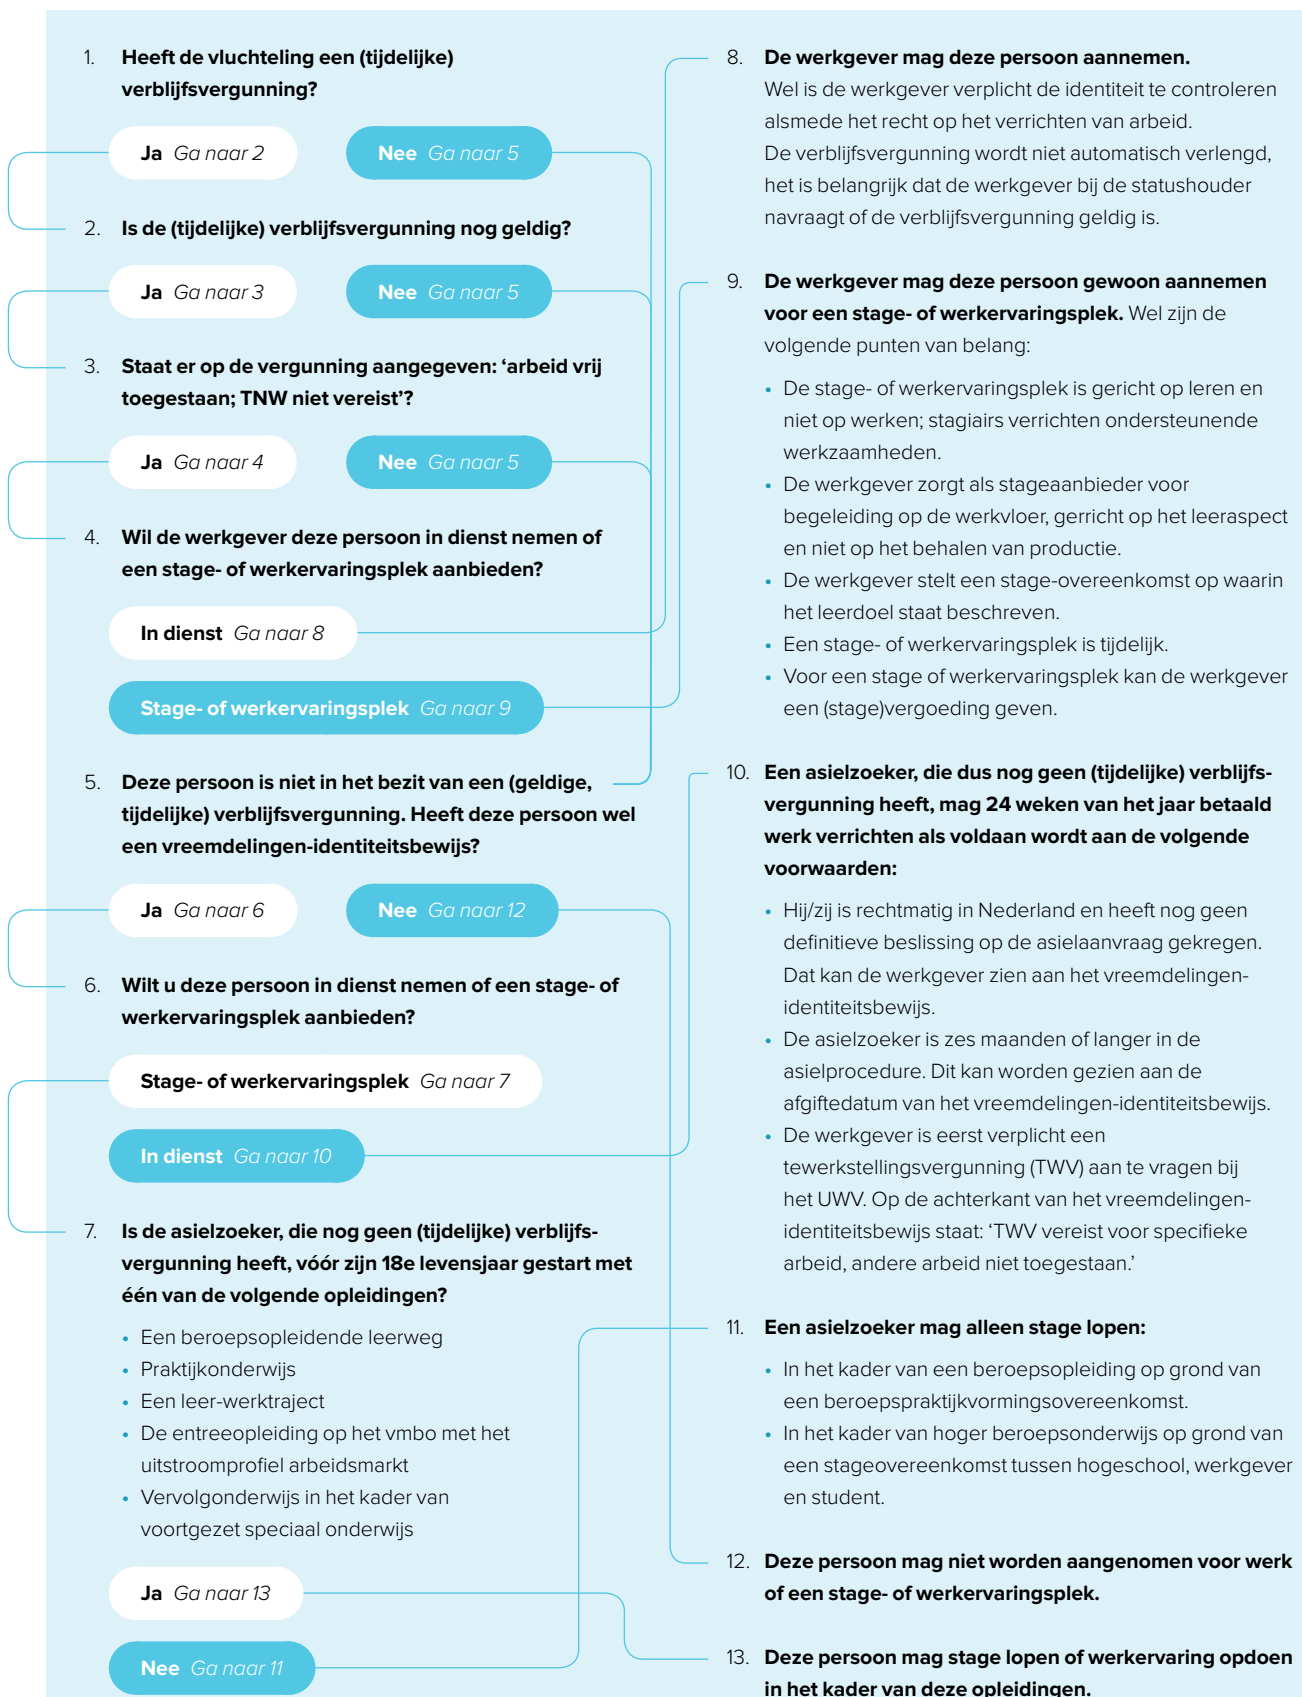 1. Heeft de vluchteling een (tijdelijke)
verblijfsvergunning?
Ja Ga naar 2
Nee Ga naar 5
2. Is de (tijdelijke) verblijfsvergunning nog geldig?
Ja Ga naar 3
Nee Ga naar 5
3. Staat er op de vergunning aangegeven: ‘arbeid vrij
toegestaan; TNW niet vereist’?
Ja Ga naar 4
Nee Ga naar 5
4. Wil de werkgever deze persoon in dienst nemen of
een stage- of werkervaringsplek aanbieden?
In dienst Ga naar 8
Stage- of werkervaringsplek Ga naar 9
5. Deze persoon is niet in het bezit van een (geldige,
tijdelijke) verblijfsvergunning. Heeft deze persoon wel
een vreemdelingen-identiteitsbewijs?
Ja Ga naar 6
Nee Ga naar 12
6. Wilt u deze persoon in dienst nemen of een stage- of
werkervaringsplek aanbieden?
Stage- of werkervaringsplek Ga naar 7
In dienst Ga naar 10
7. Is de asielzoeker, die nog geen (tijdelijke) verblijfs-
vergunning heeft, vóór zijn 18e levensjaar gestart met
één van de volgende opleidingen?
• Een beroepsopleidende leerweg
• Praktijkonderwijs
• Een leer-werktraject
• De entreeopleiding op het vmbo met het
uitstroomprofiel arbeidsmarkt
• Vervolgonderwijs in het kader van
voortgezet speciaal onderwijs
Ja Ga naar 13
Nee Ga naar 11
8. De werkgever mag deze persoon aannemen.
Wel is de werkgever verplicht de identiteit te controleren
alsmede het recht op het verrichten van arbeid.
De verblijfsvergunning wordt niet automatisch verlengd,
het is belangrijk dat de werkgever bij de statushouder
navraagt of de verblijfsvergunning geldig is.
9. De werkgever mag deze persoon gewoon aannemen
voor een stage- of werkervaringsplek. Wel zijn de
volgende punten van belang:
• De stage- of werkervaringsplek is gericht op leren en
niet op werken; stagiairs verrichten ondersteunende
werkzaamheden.
• De werkgever zorgt als stageaanbieder voor
begeleiding op de werkvloer, gerricht op het leeraspect
en niet op het behalen van productie.
• De werkgever stelt een stage-overeenkomst op waarin
het leerdoel staat beschreven.
• Een stage- of werkervaringsplek is tijdelijk.
• Voor een stage of werkervaringsplek kan de werkgever
een (stage)vergoeding geven.
10. Een asielzoeker, die dus nog geen (tijdelijke) verblijfs-
vergunning heeft, mag 24 weken van het jaar betaald
werk verrichten als voldaan wordt aan de volgende
voorwaarden:
• Hij/zij is rechtmatig in Nederland en heeft nog geen
definitieve beslissing op de asielaanvraag gekregen.
Dat kan de werkgever zien aan het vreemdelingen-
identiteitsbewijs.
• De asielzoeker is zes maanden of langer in de
asielprocedure. Dit kan worden gezien aan de
afgiftedatum van het vreemdelingen-identiteitsbewijs.
• De werkgever is eerst verplicht een
tewerkstellingsvergunning (TWV) aan te vragen bij
het UWV. Op de achterkant van het vreemdelingen-
identiteitsbewijs staat: ‘TWV vereist voor specifieke
arbeid, andere arbeid niet toegestaan.’
11. Een asielzoeker mag alleen stage lopen:
• In het kader van een beroepsopleiding op grond van
een beroepspraktijkvormingsovereenkomst.
• In het kader van hoger beroepsonderwijs op grond van
een stageovereenkomst tussen hogeschool, werkgever
en student.
12. Deze persoon mag niet worden aangenomen voor werk
of een stage- of werkervaringsplek.
13. Deze persoon mag stage lopen of werkervaring opdoen
in het kader van deze opleidingen.